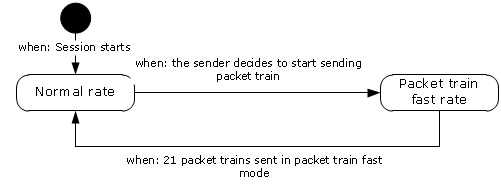 when: Session starts
when: the sender decides to start sending
packet train
Normal rate
Packet train
fast rate
when: 21 packet trains sent in packet train fast
mode